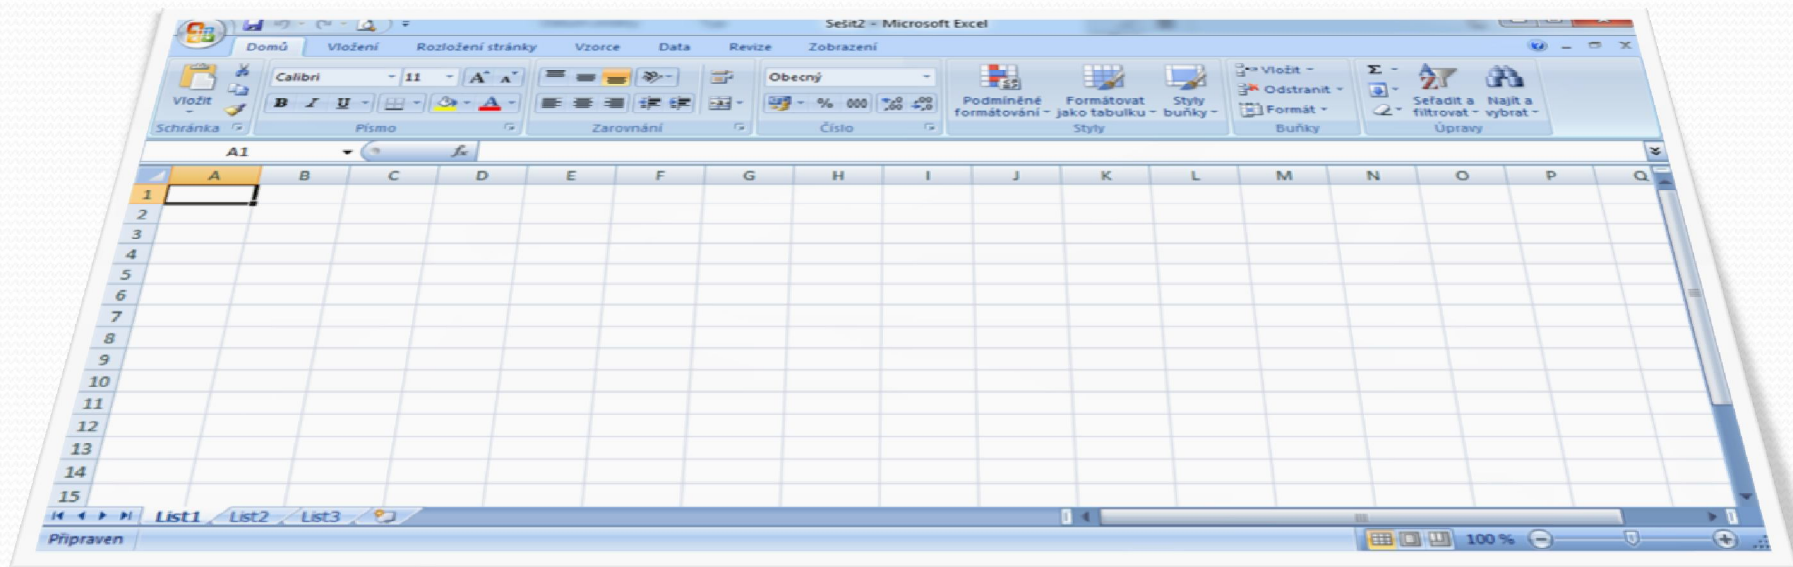 Sešit2 - Microsoft Excel
Domů Vložení Rozložení stránky Vzorce Data Revize Zobrazení
Calibri 11 Obecný Vložit Σ
Vložit B I U % 000 Podmíněné formátování Formátovat jako tabulku Styly buňky Odstranit Seřadit a filtrovat Najít a vybrat
Formát
Schránka Písmo Zarovnání Číslo Styly Buňky Úpravy
A1 fx
A B C D E F G H I J K L M N O P Q
1
2
3
4
5
6
7
8
9
10
11
12
13
14
15
List1 List2 List3
Připraven 100 %